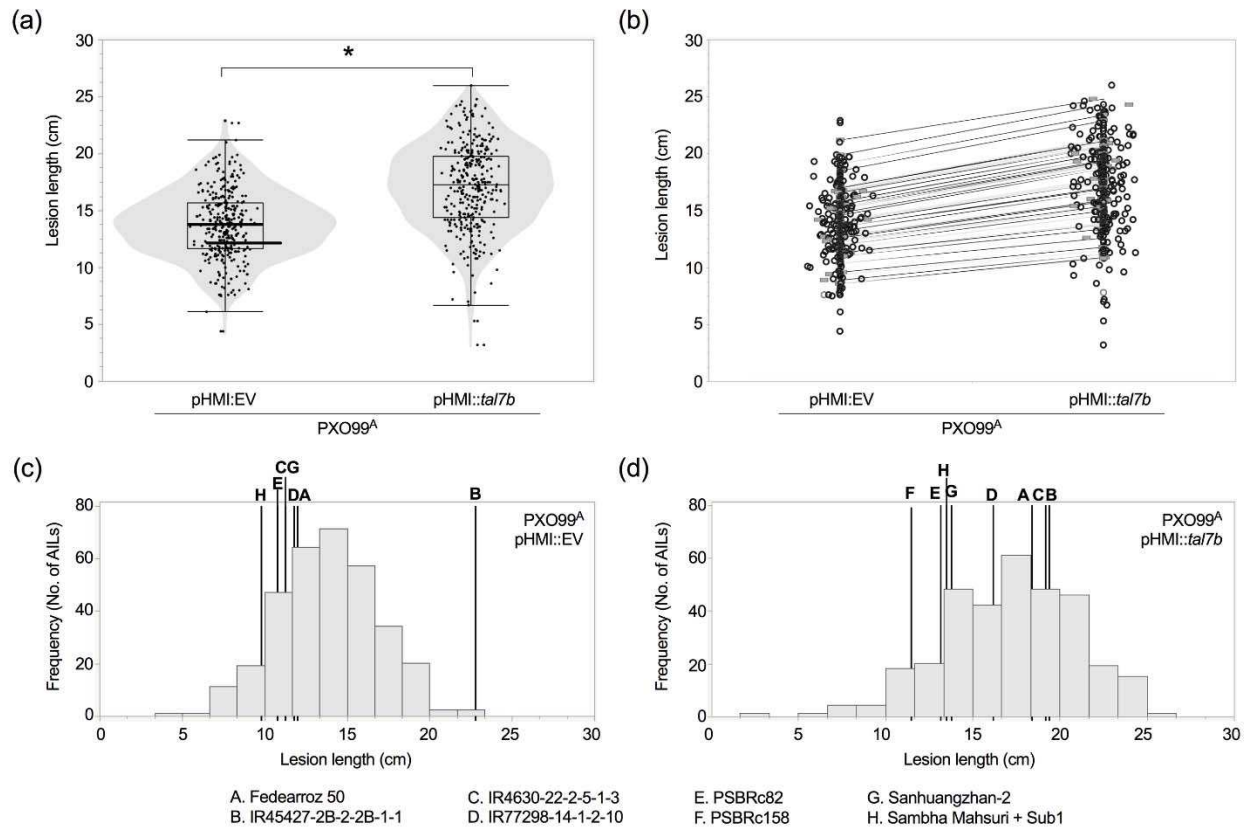 (a)
30
25
20
15
10
5
0
Lesion length (cm)
*
pHMI:EV pHMI::tal7b
PXO99A
(b)
30
25
20
15
10
5
0
Lesion length (cm)
pHMI:EV pHMI::tal7b
PXO99A
(c)
80
60
40
20
0
Frequency (No. of AILs)
CG
E
H DA B
PXO99A
pHMI::EV
0 5 10 15 20 25 30
Lesion length (cm)
(d)
80
60
40
20
0
Frequency (No. of AILs)
H
F E G D A C B
PXO99A
pHMI::tal7b
0 5 10 15 20 25 30
Lesion length (cm)
A. Fedearroz 50 C. IR4630-22-2-5-1-3 E. PSBRc82 G. Sanhuangzhan-2
B. IR45427-2B-2-2B-1-1 D. IR77298-14-1-2-10 F. PSBRc158 H. Sambha Mahsuri + Sub1